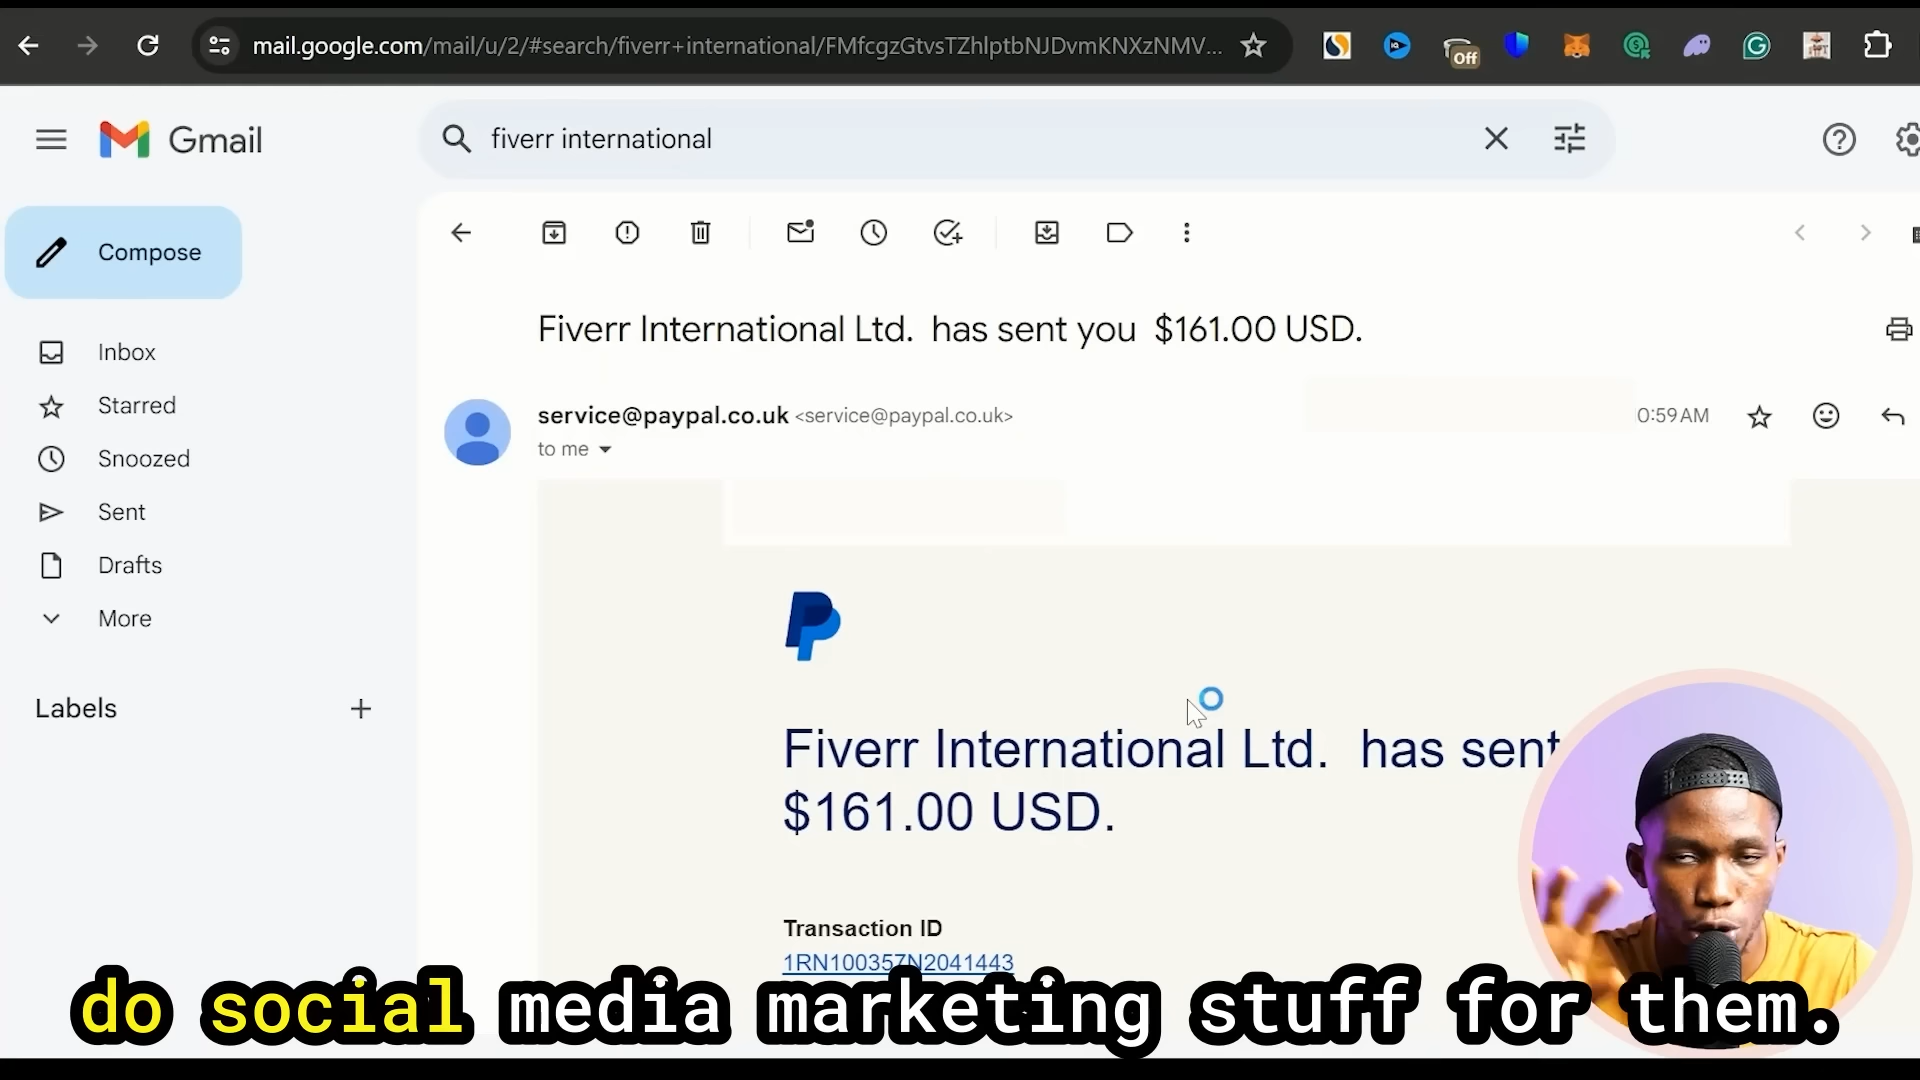 mail.google.com/mail/u/2/#search/fiverr+international/FMfcgzGtvsTZhlptbNJDvmKNXzNMV...
Off
Gmail
fiverr international
Compose
Fiverr International Ltd. has sent you $161.00 USD.
Inbox
service@paypal.co.uk <service@paypal.co.uk>
0:59 AM
Starred
to me
Snoozed
Sent
Drafts
More
Labels
Fiverr International Ltd. has sent
$161.00 USD.
Transaction ID
1RN10035ZN2041443
do social media marketing stuff for them.